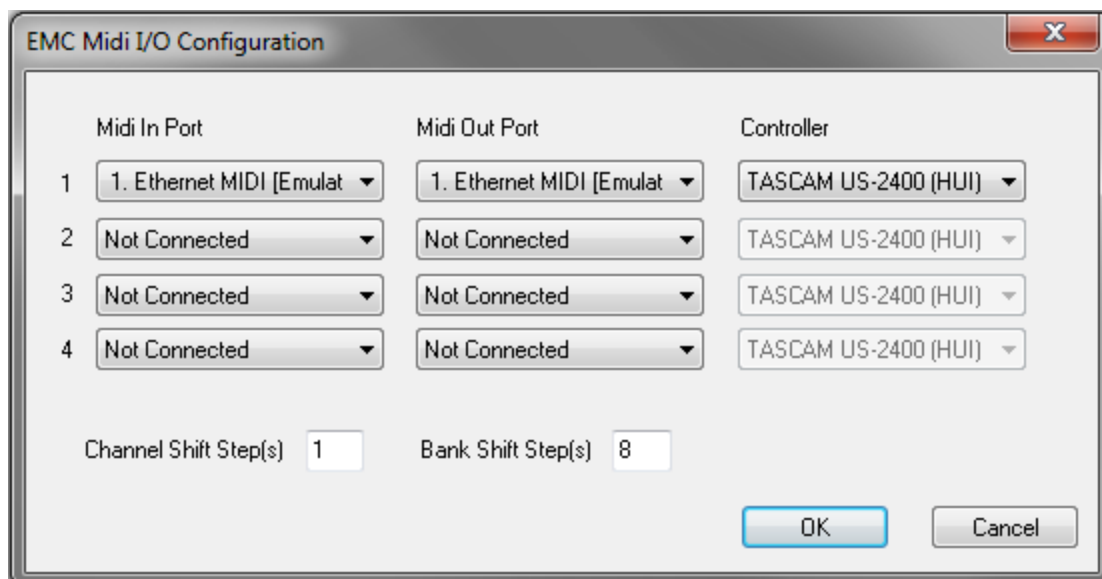 EMC Midi I/O Configuration
Midi In Port Midi Out Port Controller
1 1. Ethernet MIDI [Emulat 1. Ethernet MIDI [Emulat TASCAM US-2400 (HUI)
2 Not Connected Not Connected TASCAM US-2400 (HUI)
3 Not Connected Not Connected TASCAM US-2400 (HUI)
4 Not Connected Not Connected TASCAM US-2400 (HUI)
Channel Shift Step(s) 1 Bank Shift Step(s) 8
OK Cancel